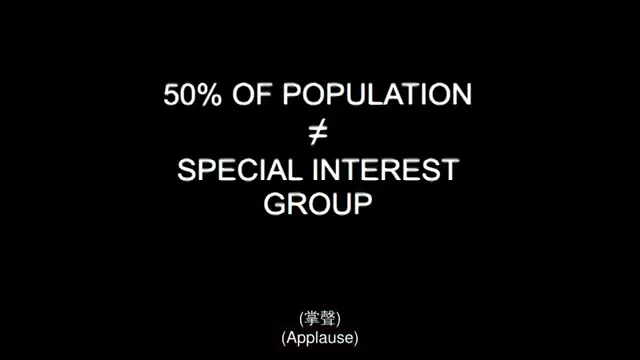 50% OF POPULATION
≠
SPECIAL INTEREST
GROUP
(掌聲)
(Applause)